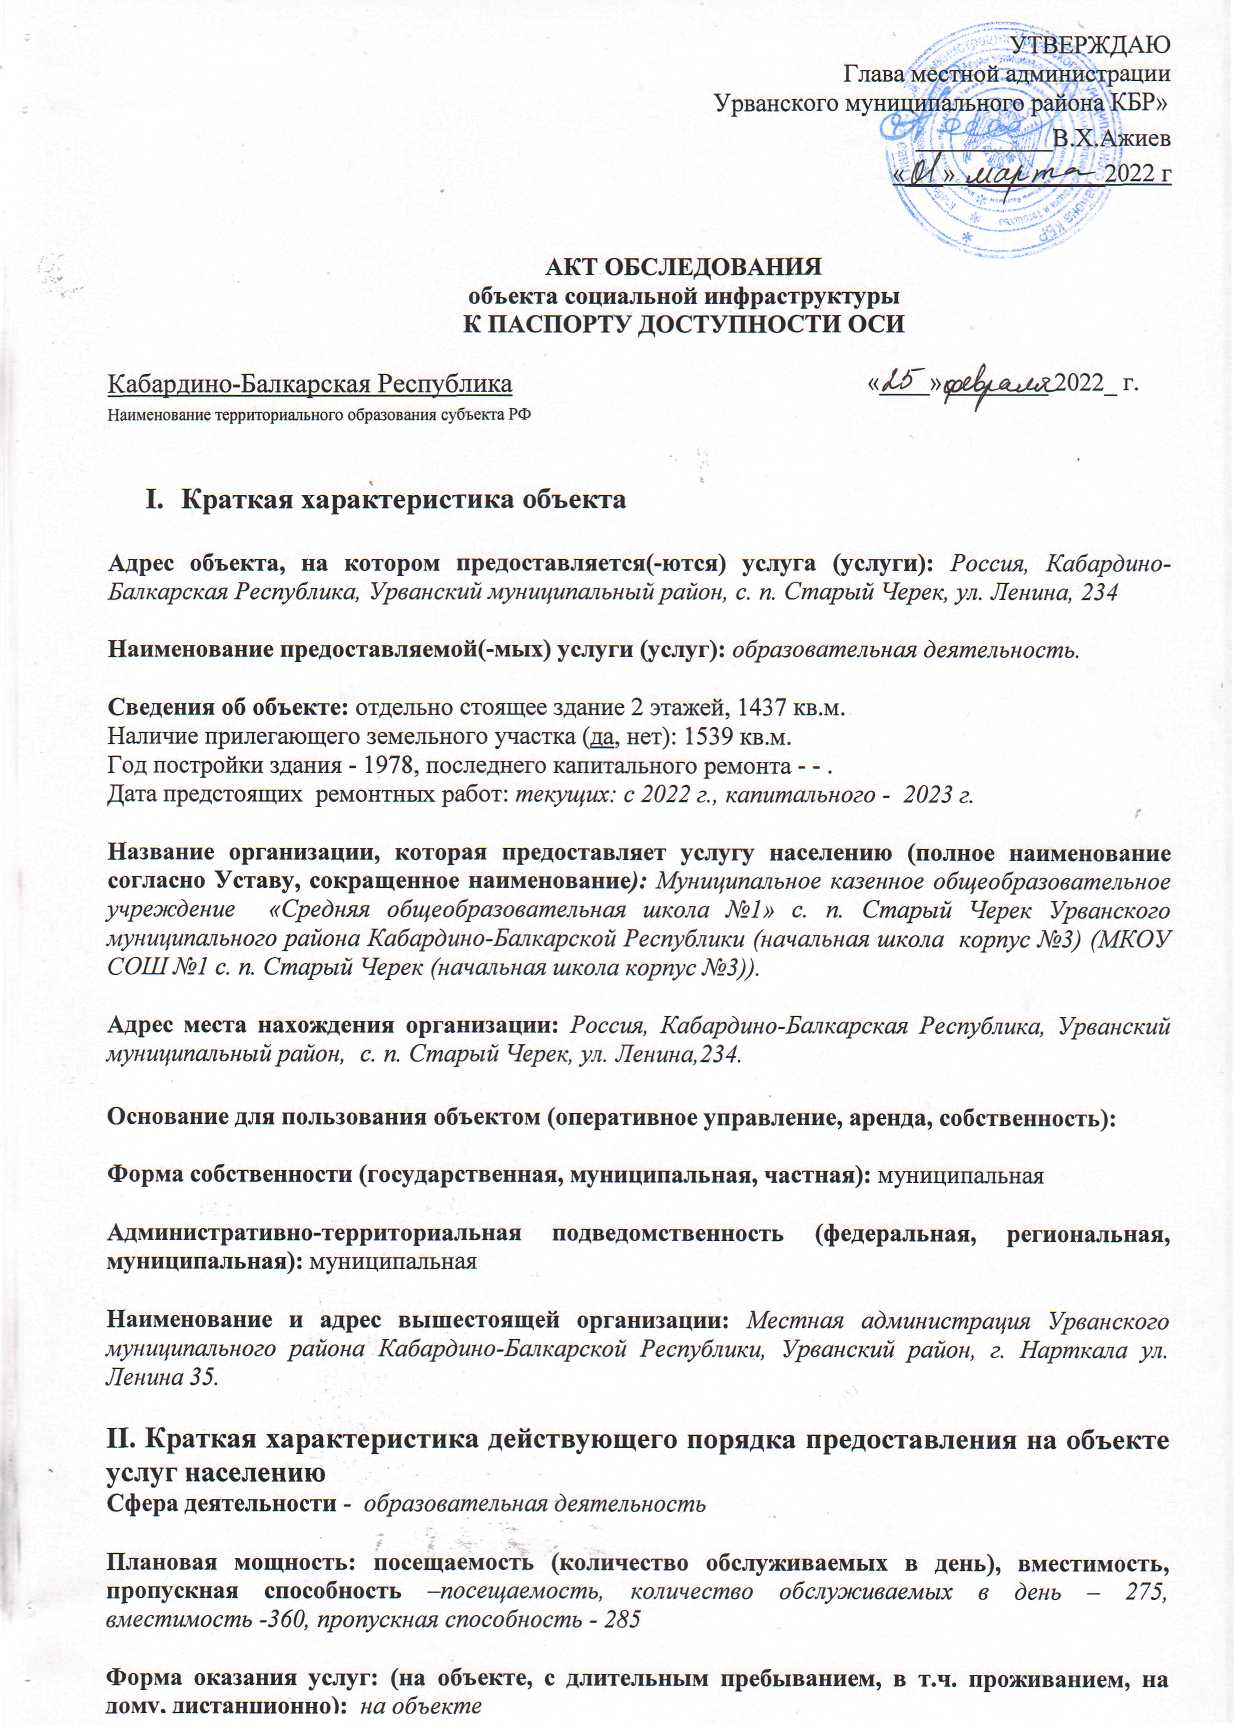 УТВЕРЖДАЮ
Глава местной администрации
Урванского муниципального района КБР»
____________В.Х.Ажиев
«01» марта 2022 г
АКТ ОБСЛЕДОВАНИЯ
объекта социальной инфраструктуры
К ПАСПОРТУ ДОСТУПНОСТИ ОСИ
Кабардино-Балкарская Республика «25»февраля2022_ г.
Наименование территориального образования субъекта РФ
I. Краткая характеристика объекта
Адрес объекта, на котором предоставляется(-ются) услуга (услуги): Россия, Кабардино-
Балкарская Республика, Урванский муниципальный район, с. п. Старый Черек, ул. Ленина, 234
Наименование предоставляемой(-мых) услуги (услуг): образовательная деятельность.
Сведения об объекте: отдельно стоящее здание 2 этажей, 1437 кв.м.
Наличие прилегающего земельного участка (да, нет): 1539 кв.м.
Год постройки здания - 1978, последнего капитального ремонта - - .
Дата предстоящих ремонтных работ: текущих: с 2022 г., капитального - 2023 г.
Название организации, которая предоставляет услугу населению (полное наименование
согласно Уставу, сокращенное наименование): Муниципальное казенное общеобразовательное
учреждение «Средняя общеобразовательная школа №1» с. п. Старый Черек Урванского
муниципального района Кабардино-Балкарской Республики (начальная школа корпус №3) (МКОУ
СОШ №1 с. п. Старый Черек (начальная школа корпус №3)).
Адрес места нахождения организации: Россия, Кабардино-Балкарская Республика, Урванский
муниципальный район, с. п. Старый Черек, ул. Ленина,234.
Основание для пользования объектом (оперативное управление, аренда, собственность):
Форма собственности (государственная, муниципальная, частная): муниципальная
Административно-территориальная подведомственность (федеральная, региональная,
муниципальная): муниципальная
Наименование и адрес вышестоящей организации: Местная администрация Урванского
муниципального района Кабардино-Балкарской Республики, Урванский район, г. Нарткала ул.
Ленина 35.
II. Краткая характеристика действующего порядка предоставления на объекте
услуг населению
Сфера деятельности - образовательная деятельность
Плановая мощность: посещаемость (количество обслуживаемых в день), вместимость,
пропускная способность –посещаемость, количество обслуживаемых в день – 275,
вместимость -360, пропускная способность - 285
Форма оказания услуг: (на объекте, с длительным пребыванием, в т.ч. проживанием, на
дому, дистанционно): на объекте